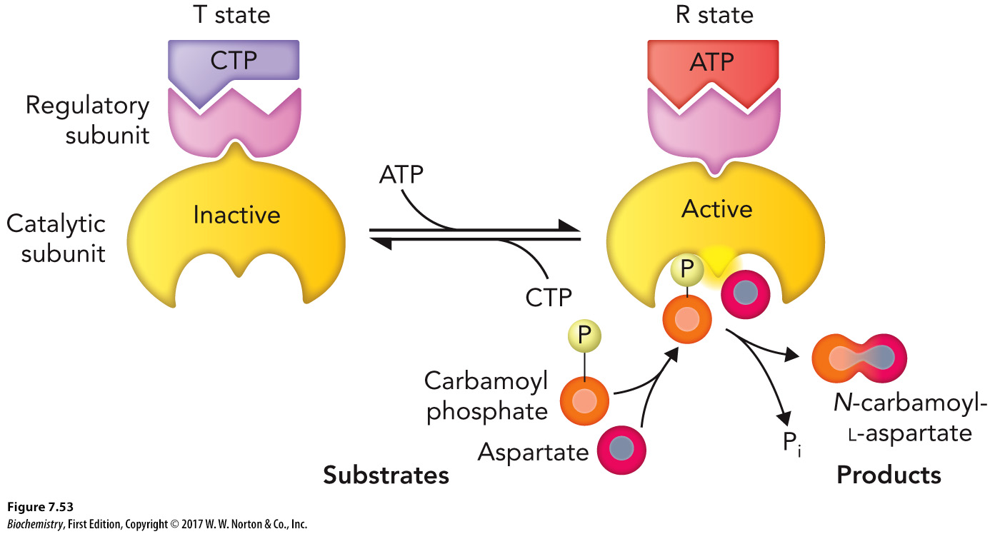 T state
R state
CTP
ATP
Regulatory
subunit
ATP
Inactive
Active
Catalytic
subunit
CTP
P
P
Carbamoyl
phosphate
Aspartate
N-carbamoyl-
L-aspartate
Pi
Substrates
Products
Figure 7.53
Biochemistry, First Edition, Copyright © 2017 W. W. Norton & Co., Inc.